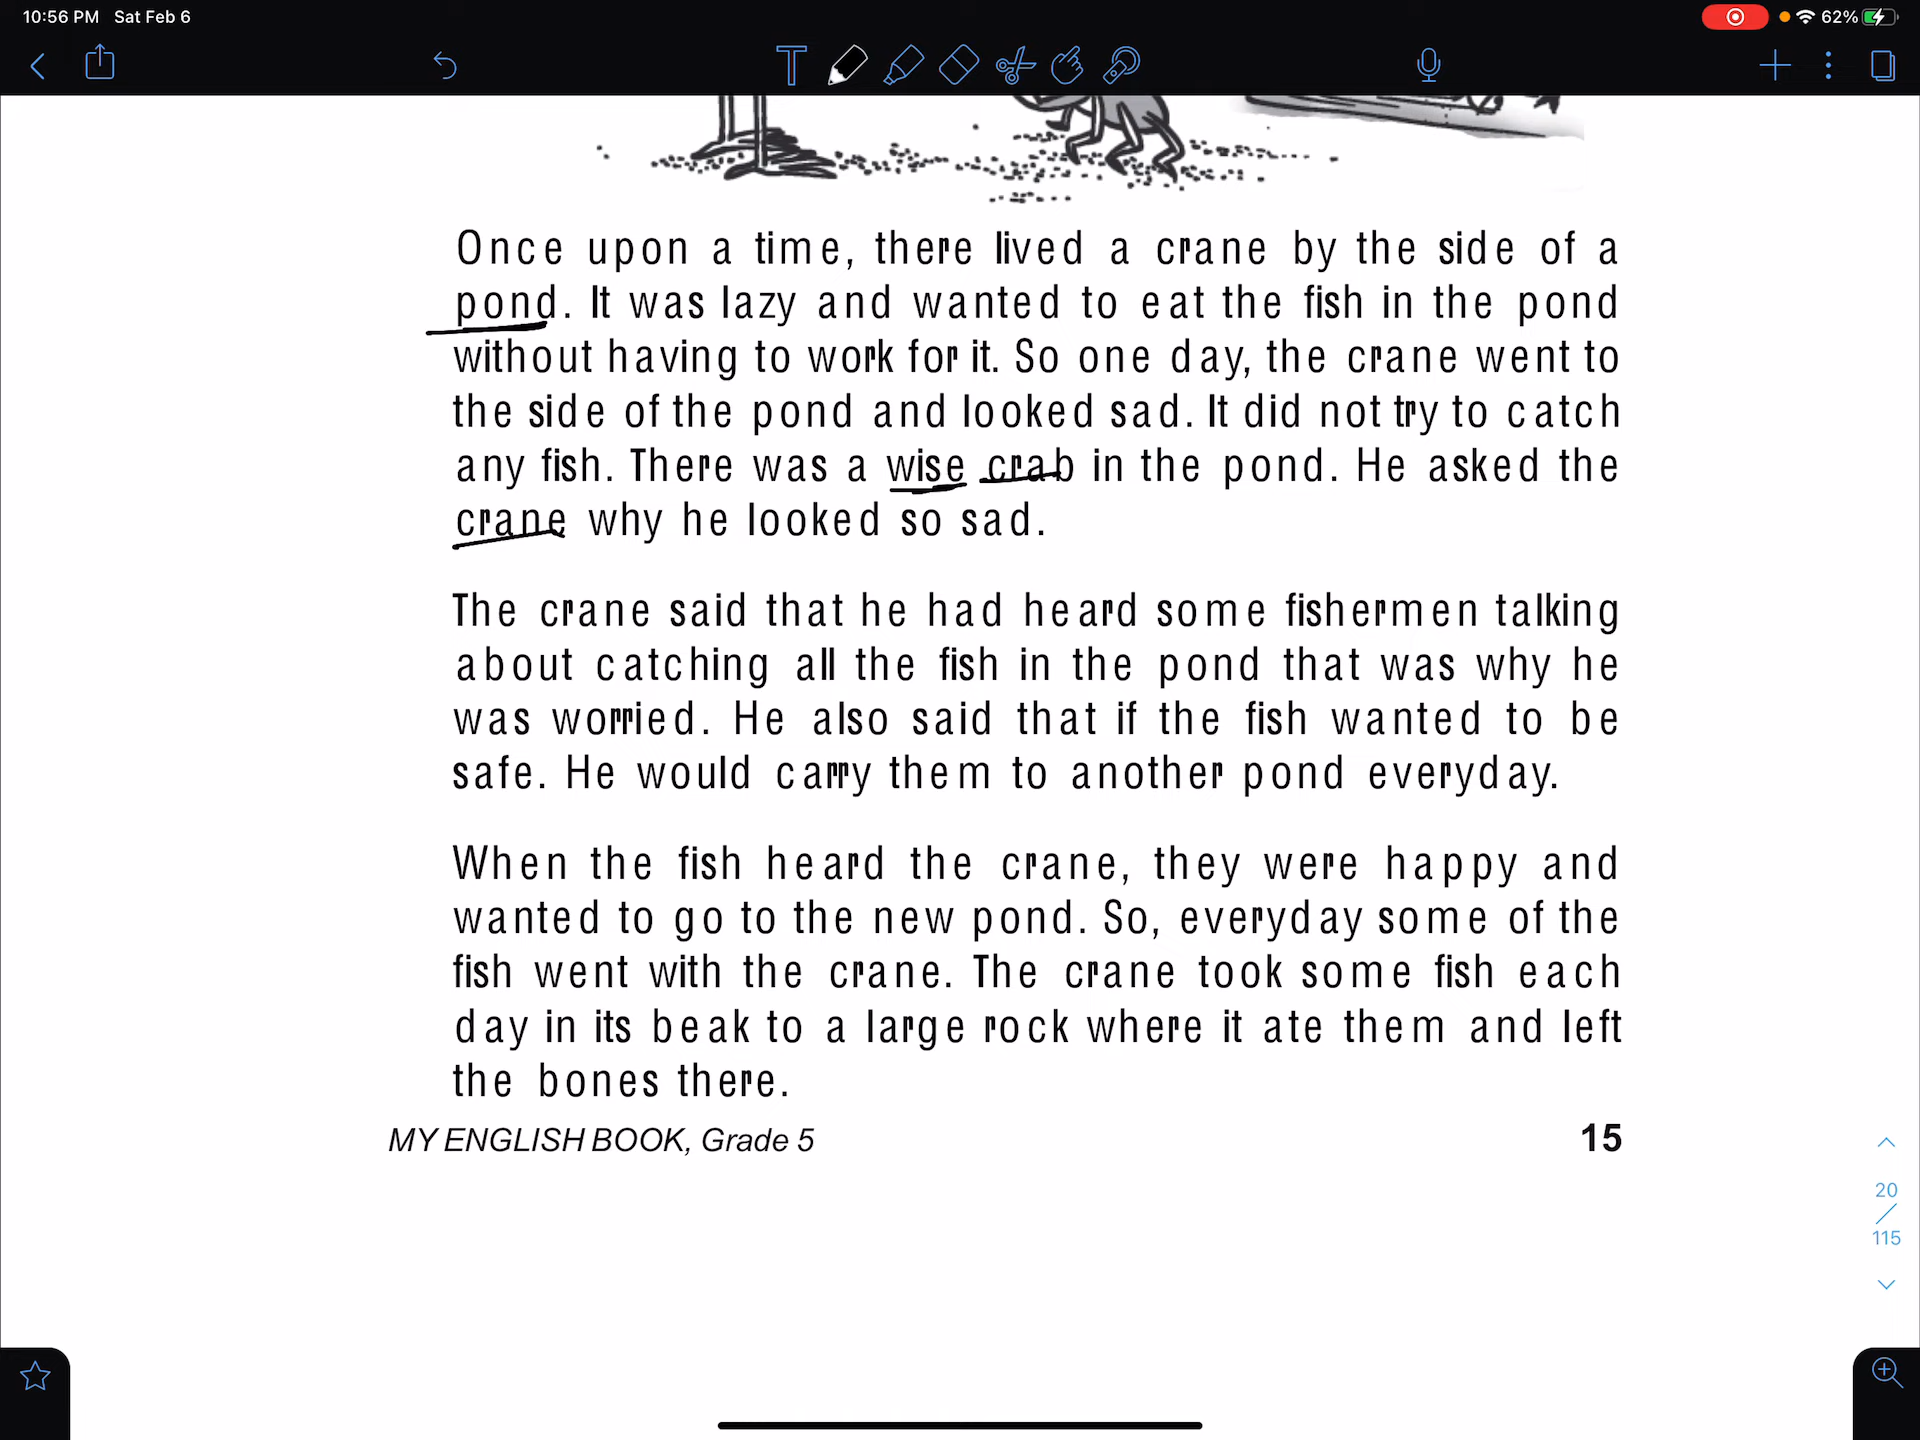 10:56 PM Sat Feb 6
62%
Once upon a time, there lived a crane by the side of a
pond. It was lazy and wanted to eat the fish in the pond
without having to work for it. So one day, the crane went to
the side of the pond and looked sad. It did not try to catch
any fish. There was a wise crab in the pond. He asked the
crane why he looked so sad.
The crane said that he had heard some fishermen talking
about catching all the fish in the pond that was why he
was worried. He also said that if the fish wanted to be
safe. He would carry them to another pond everyday.
When the fish heard the crane, they were happy and
wanted to go to the new pond. So, everyday some of the
fish went with the crane. The crane took some fish each
day in its beak to a large rock where it ate them and left
the bones there.
MY ENGLISH BOOK, Grade 5
15
20
/
115